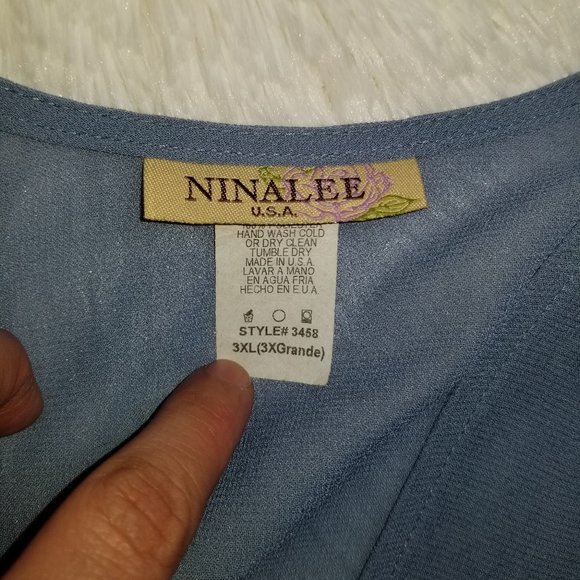 NINALEE
U.S.A.
HAND WASH COLD
OR DRY CLEAN
TUMBLE DRY
MADE IN U.S.A.
LAVAR A MANO
EN AGUA FRIA
HECHO EN E.U.A.
STYLE# 3458
3XL(3XGrande)